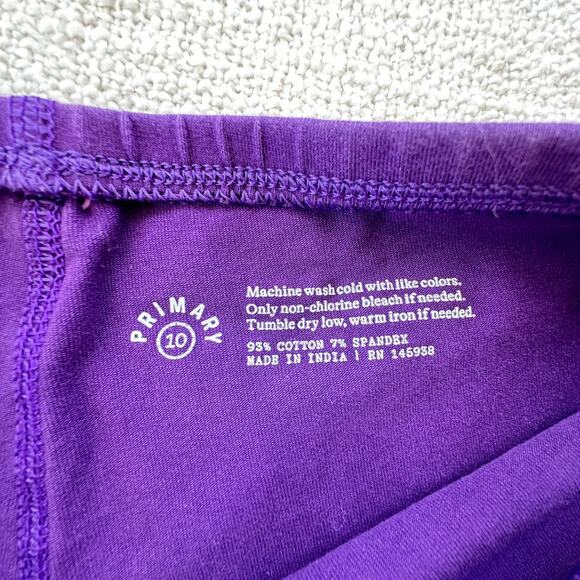 PRIMARY
10
Machine wash cold with like colors.
Only non-chlorine bleach if needed.
Tumble dry low, warm iron if needed.
93% COTTON 7% SPANDEX
MADE IN INDIA | RN 145938